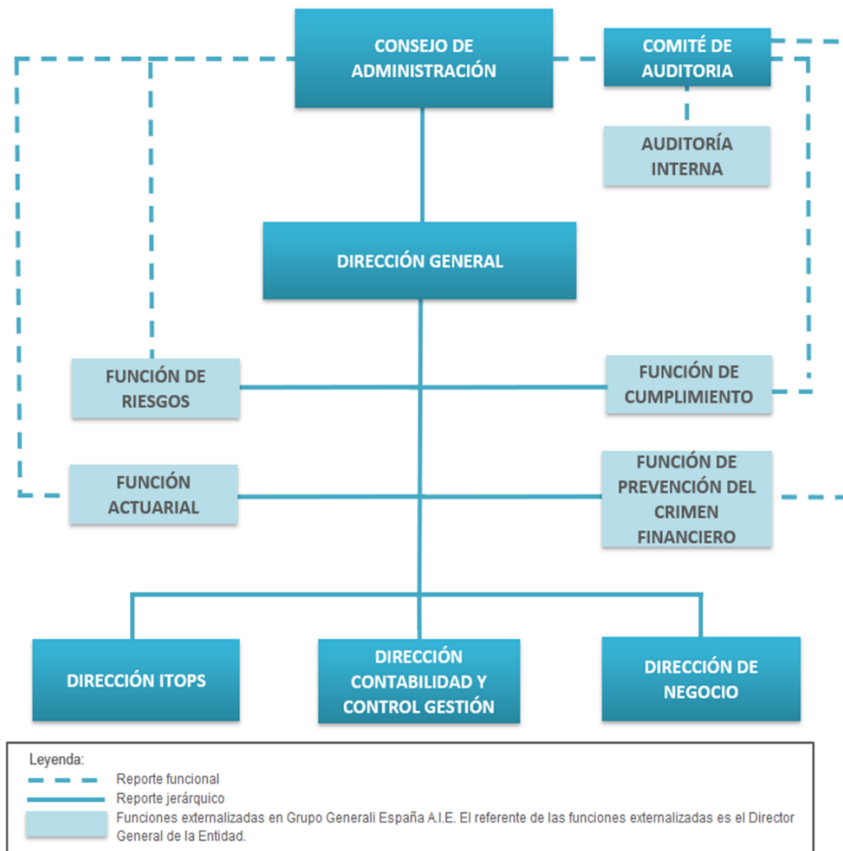 CONSEJO DE
ADMINISTRACIÓN
COMITÉ DE
AUDITORIA
AUDITORÍA
INTERNA
DIRECCIÓN GENERAL
FUNCIÓN DE
RIESGOS
FUNCIÓN DE
CUMPLIMIENTO
FUNCIÓN
ACTUARIAL
FUNCIÓN DE
PREVENCIÓN DEL
CRIMEN
FINANCIERO
DIRECCIÓN ITOPS
DIRECCIÓN
CONTABILIDAD Y
CONTROL GESTIÓN
DIRECCIÓN DE
NEGOCIO
Leyenda:
Reporte funcional
Reporte jerárquico
Funciones externalizadas en Grupo Generali España A.I.E. El referente de las funciones externalizadas es el Director
General de la Entidad.